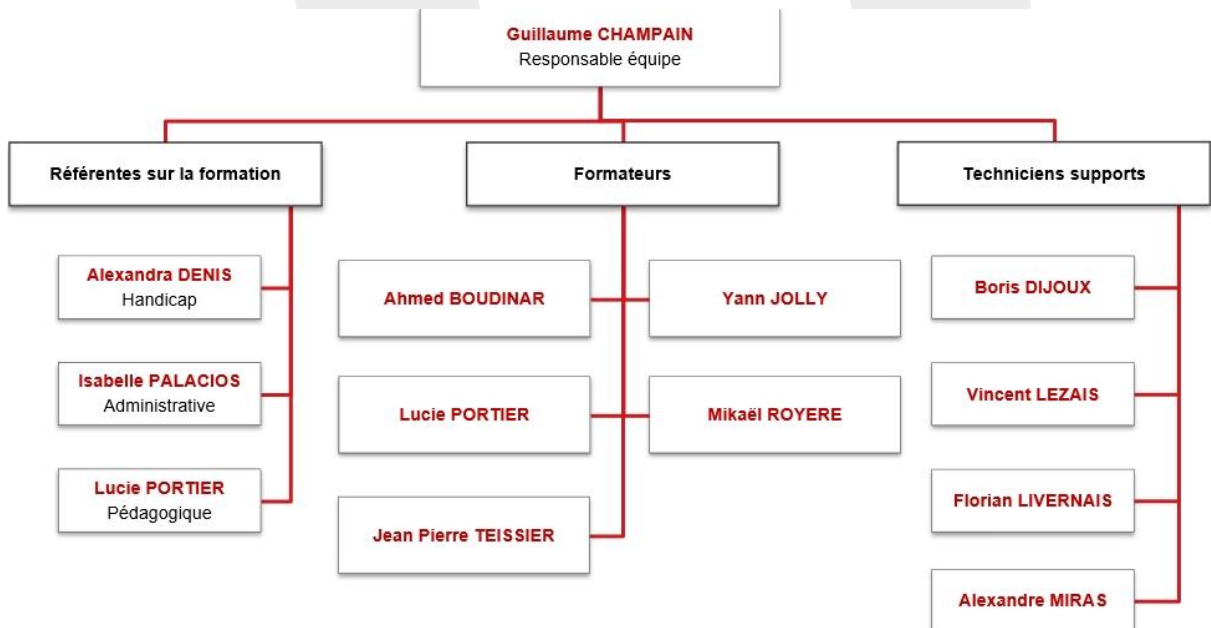 Guillaume CHAMPAIN
Responsable équipe
Référentes sur la formation
Alexandra DENIS
Handicap
Isabelle PALACIOS
Administrative
Lucie PORTIER
Pédagogique
Formateurs
Ahmed BOUDINAR
Yann JOLLY
Lucie PORTIER
Mikaël ROYERE
Jean Pierre TEISSIER
Techniciens supports
Boris DIJOUX
Vincent LEZAIS
Florian LIVERNAIS
Alexandre MIRAS